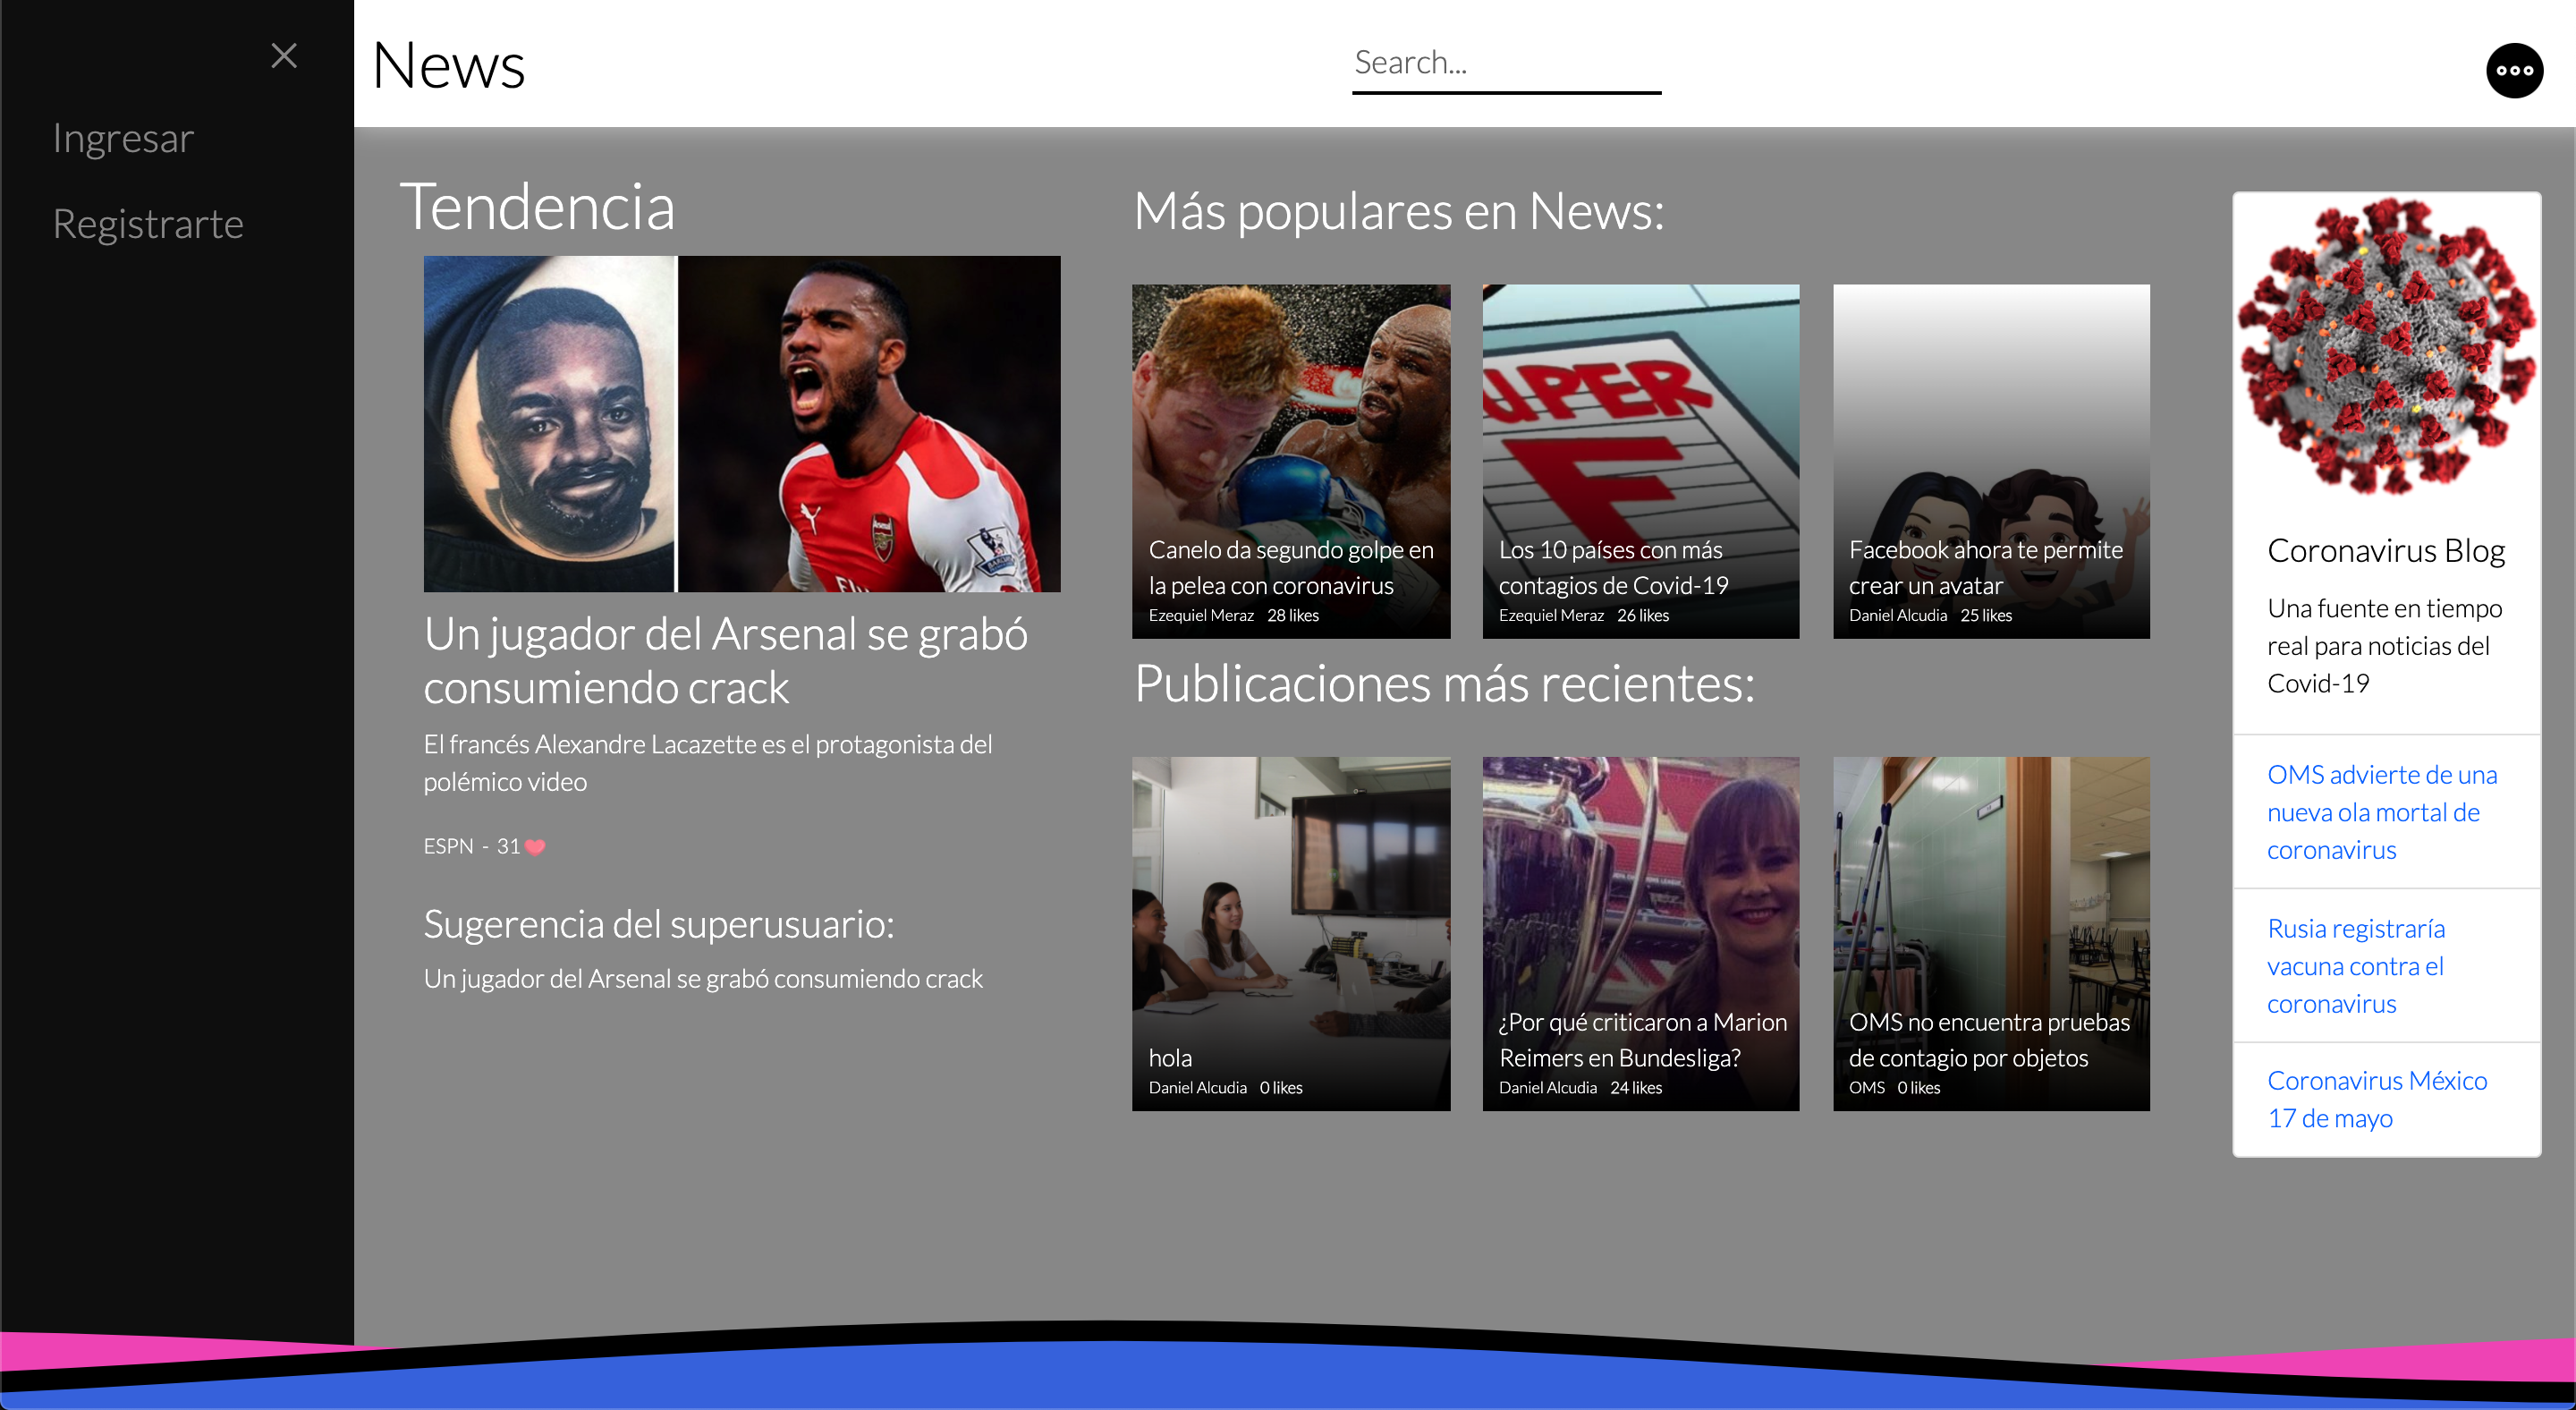 Ingresar
Registrarte
News
Search...
Tendencia
Un jugador del Arsenal se grabó
consumiendo crack
El francés Alexandre Lacazette es el protagonista del
polémico video
ESPN - 31
Sugerencia del superusuario:
Un jugador del Arsenal se grabó consumiendo crack
Más populares en News:
UPER
F
Canelo da segundo golpe en
la pelea con coronavirus
Ezequiel Meraz 28 likes
Los 10 países con más
contagios de Covid-19
Ezequiel Meraz 26 likes
Facebook ahora te permite
crear un avatar
Daniel Alcudia 25 likes
Publicaciones más recientes:
hola
Daniel Alcudia 0 likes
¿Por qué criticaron a Marion
Reimers en Bundesliga?
Daniel Alcudia 24 likes
OMS no encuentra pruebas
de contagio por objetos
OMS 0 likes
Coronavirus Blog
Una fuente en tiempo
real para noticias del
Covid-19
OMS advierte de una
nueva ola mortal de
coronavirus
Rusia registraría
vacuna contra el
coronavirus
Coronavirus México
17 de mayo